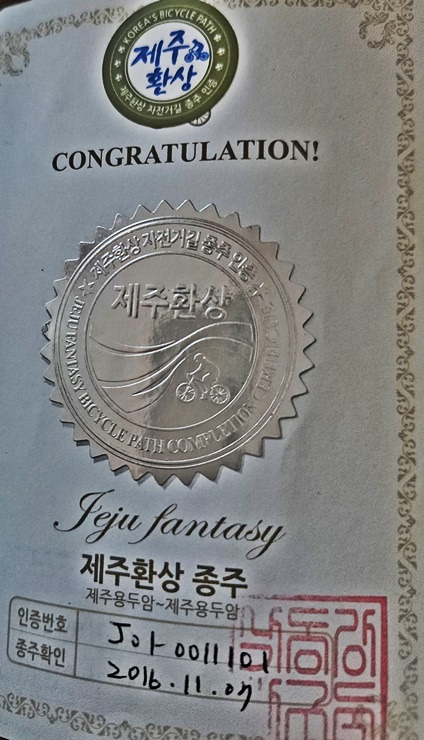 KOREA'S BICYCLE PATH
제주
환상
제주환상 자전거길 종주 인증
CONGRATULATION!
제주환상 자전거길 종주 인증
제주환상
JEJU FANTASY BICYCLE PATH COMPLETION
Jeju fantasy
제주환상 종주
제주용두암~제주용두암
인증번호 J01-0011101
종주확인 2016.11.07